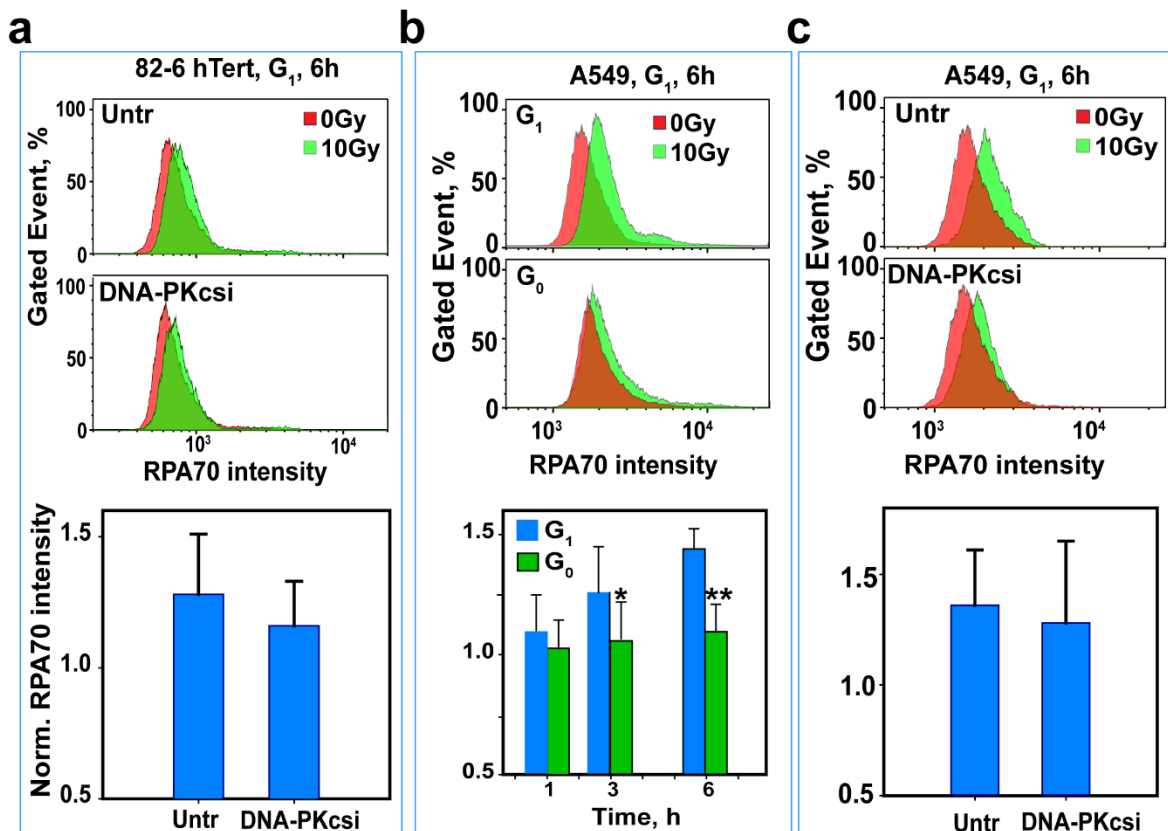 a
82-6 hTert, G₁, 6h
Gated Event, %
100
50
0
Untr
0Gy
10Gy
100
50
0
DNA-PKcsi
10³ 10⁴
RPA70 intensity
Norm. RPA70 intensity
1.5
1.0
0.5
Untr DNA-PKcsi
b
A549, G₁, 6h
Gated Event, %
100
50
0
G₁
0Gy
10Gy
100
50
0
G₀
10³ 10⁴
RPA70 intensity
1.5
1.0
0.5
G₁
G₀
*
**
1 3 6
Time, h
c
A549, G₁, 6h
Gated Event, %
100
50
0
Untr
0Gy
10Gy
100
50
0
DNA-PKcsi
10³ 10⁴
RPA70 intensity
1.5
1.0
0.5
Untr DNA-PKcsi